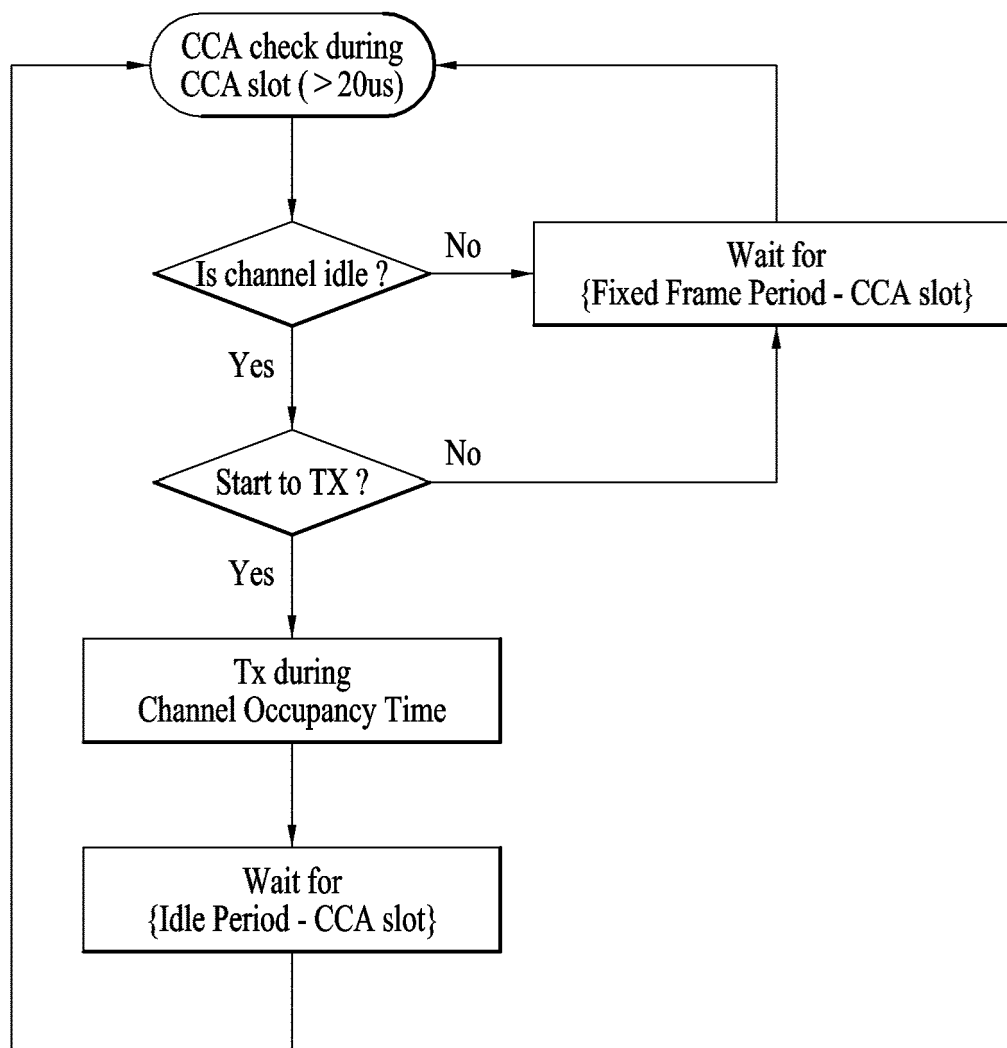 CCA check during
CCA slot ( > 20us)
Is channel idle ?
No
Wait for
{Fixed Frame Period - CCA slot}
Yes
Start to TX ?
No
Yes
Tx during
Channel Occupancy Time
Wait for
{Idle Period - CCA slot}